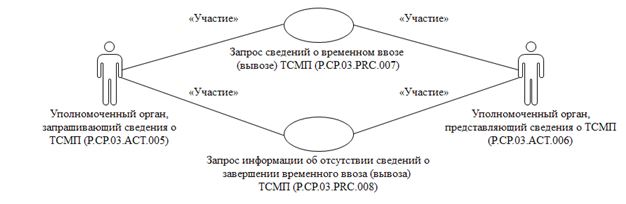 «Участие»
«Участие»
Запрос сведений о временном ввозе
(вывозе) ТСМП (P.CP.03.PRC.007)
«Участие»
«Участие»
Уполномоченный орган,
запрашивающий сведения о
ТСМП (P.CP.03.ACT.005)
Уполномоченный орган,
представляющий сведения о ТСМП
(P.CP.03.ACT.006)
Запрос информации об отсутствии сведений о
завершении временного ввоза (вывоза)
ТСМП (P.CP.03.PRC.008)